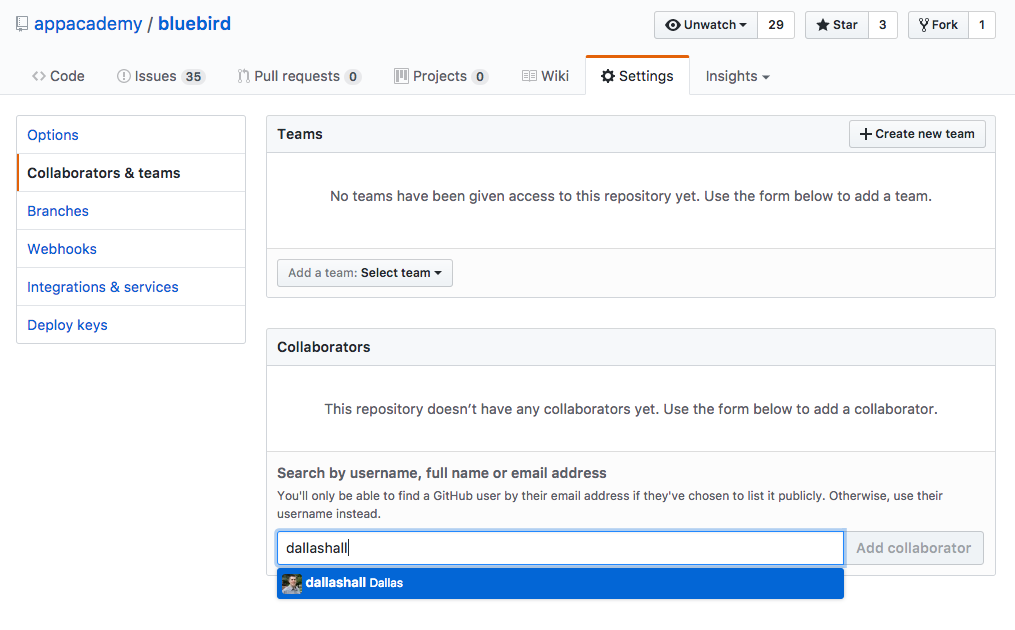 appacademy / bluebird
Unwatch 29 Star 3 Fork 1
Code Issues 35 Pull requests 0 Projects 0 Wiki Settings Insights
Options
Collaborators & teams
Branches
Webhooks
Integrations & services
Deploy keys
Teams
Create new team
No teams have been given access to this repository yet. Use the form below to add a team.
Add a team: Select team
Collaborators
This repository doesn’t have any collaborators yet. Use the form below to add a collaborator.
Search by username, full name or email address
You'll only be able to find a GitHub user by their email address if they've chosen to list it publicly. Otherwise, use their
username instead.
dallashall
Add collaborator
dallashall Dallas